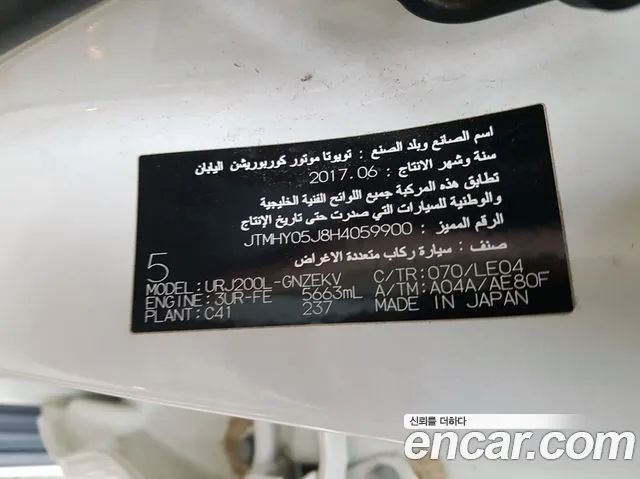 اسم الصانع وبلد الصنع : تويوتا موتور كوربوريشن اليابان
سنة وشهر الانتاج : 2017.06
تطابق هذه المركبة جميع اللوائح الفنية الخليجية
والوطنية للسيارات التي صدرت حتى تاريخ الإنتاج
الرقم المميز : JTMHY05J8H4059900
صنف : سيارة ركاب متعددة الاغراض
5
MODEL: URJ200L-GNZEKV C/TR: 070/LE04
ENGINE: 3UR-FE 5663mL A/TM: A04A/AE80F
PLANT: C41 237 MADE IN JAPAN
신뢰를 더하다
encar.com